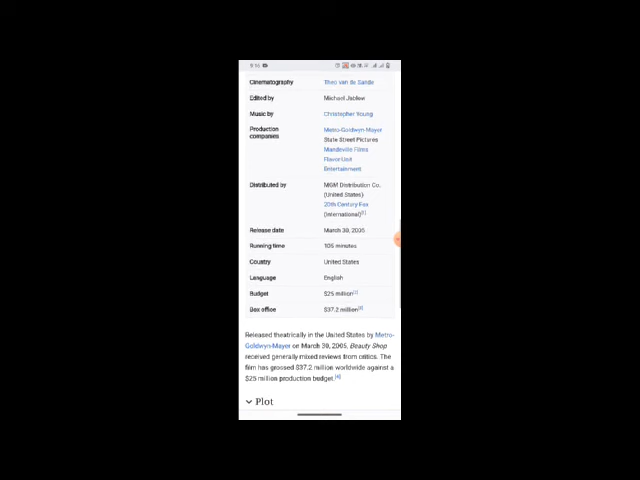 9:16
Cinematography Theo van de Sande
Edited by Michael Jablow
Music by Christopher Young
Production companies Metro-Goldwyn-Mayer
State Street Pictures
Mandeville Films
Flavor Unit
Entertainment
Distributed by MGM Distribution Co.
(United States)
20th Century Fox
(International)[1]
Release date March 30, 2005
Running time 105 minutes
Country United States
Language English
Budget $25 million
Box office $37.2 million
Released theatrically in the United States by Metro-
Goldwyn-Mayer on March 30, 2005, Beauty Shop
received generally mixed reviews from critics. The
film has grossed $37.2 million worldwide against a
$25 million production budget.
Plot